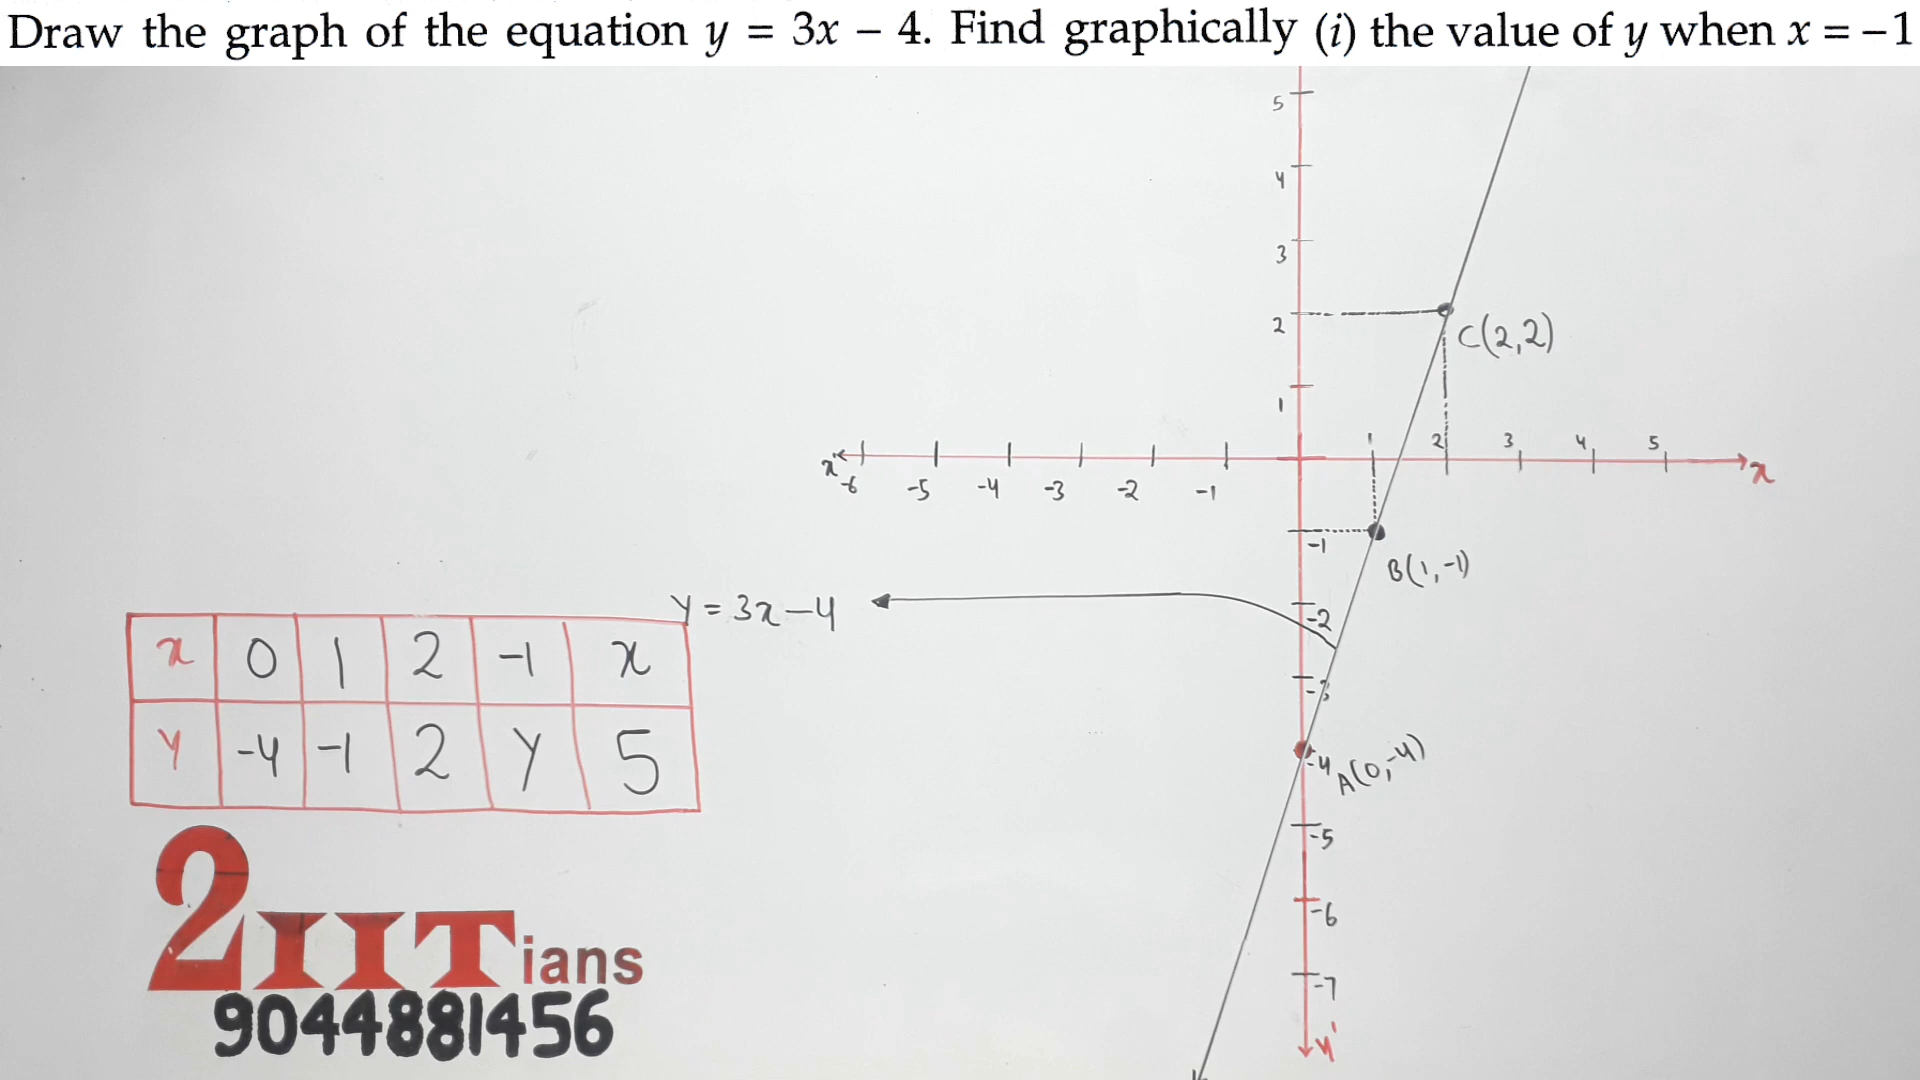 Draw the graph of the equation y = 3x – 4. Find graphically (i) the value of y when x = –1
5
4
3
2
C(2,2)
1
x' -6 -5 -4 -3 -2 -1 1 2 3 4 5 x
-1
B(1,-1)
y = 3x-4
-2
-3
-4 A(0,-4)
-5
-6
-7
y'
x 0 1 2 -1 x
y -4 -1 2 y 5
2IITians
9044881456